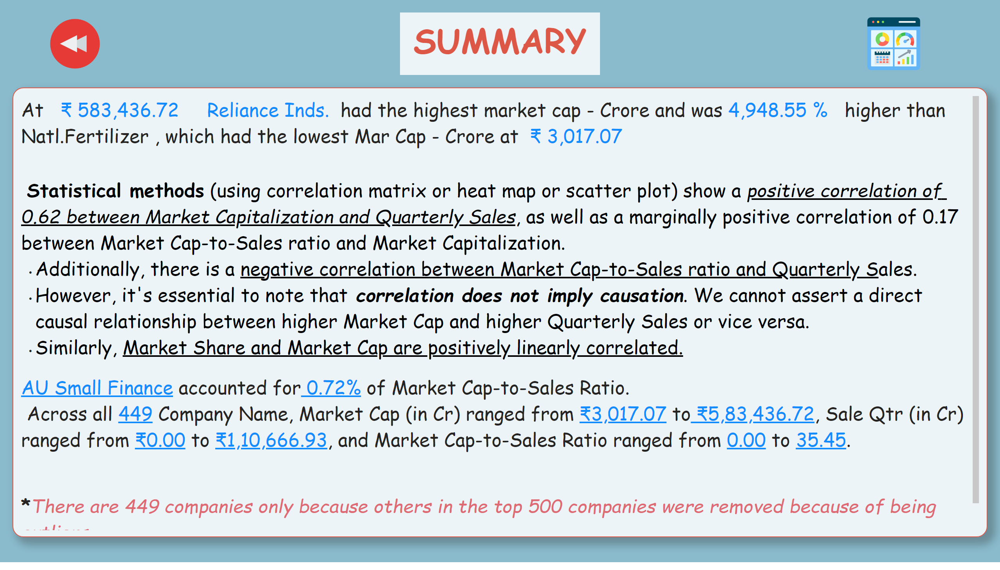 SUMMARY
At ₹ 583,436.72 Reliance Inds. had the highest market cap - Crore and was 4,948.55 % higher than
Natl.Fertilizer , which had the lowest Mar Cap - Crore at ₹ 3,017.07
Statistical methods (using correlation matrix or heat map or scatter plot) show a positive correlation of
0.62 between Market Capitalization and Quarterly Sales, as well as a marginally positive correlation of 0.17
between Market Cap-to-Sales ratio and Market Capitalization.
· Additionally, there is a negative correlation between Market Cap-to-Sales ratio and Quarterly Sales.
· However, it's essential to note that correlation does not imply causation. We cannot assert a direct
causal relationship between higher Market Cap and higher Quarterly Sales or vice versa.
· Similarly, Market Share and Market Cap are positively linearly correlated.
AU Small Finance accounted for 0.72% of Market Cap-to-Sales Ratio.
Across all 449 Company Name, Market Cap (in Cr) ranged from ₹3,017.07 to ₹5,83,436.72, Sale Qtr (in Cr)
ranged from ₹0.00 to ₹1,10,666.93, and Market Cap-to-Sales Ratio ranged from 0.00 to 35.45.
*There are 449 companies only because others in the top 500 companies were removed because of being